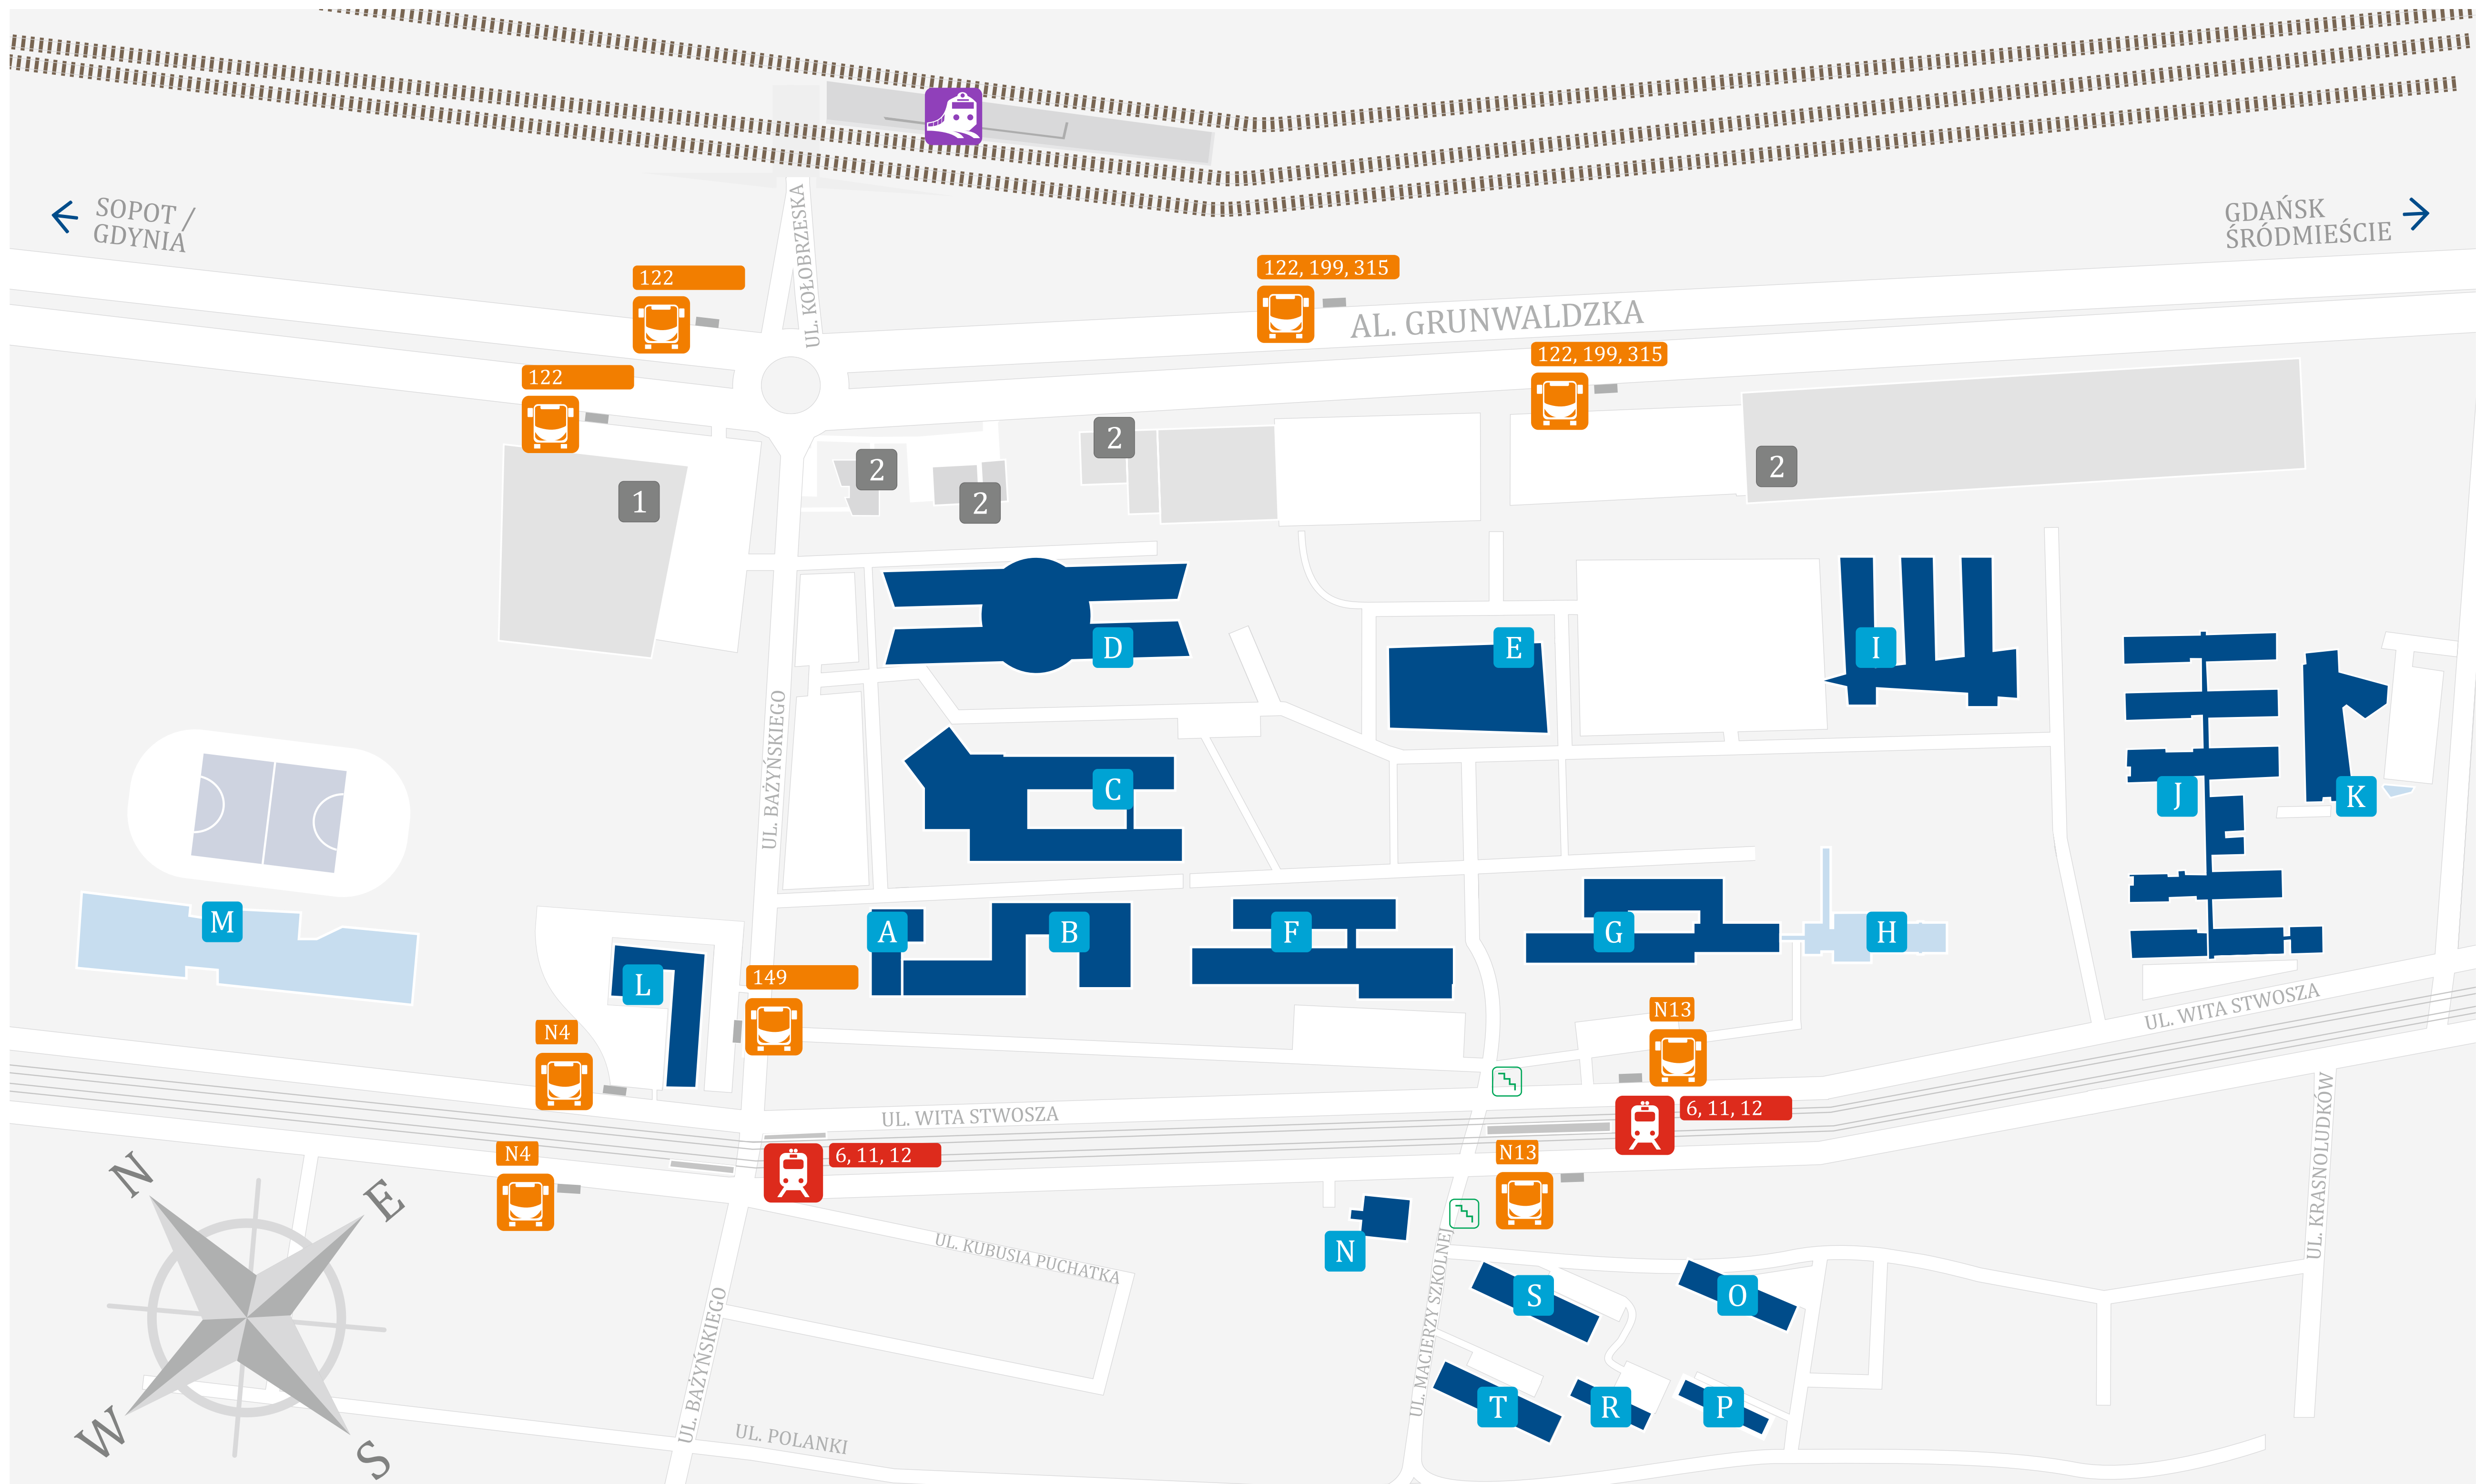 SOPOT /
GDYNIA
GDAŃSK
ŚRÓDMIEŚCIE
UL. KOŁOBRZESKA
122
122, 199, 315
AL. GRUNWALDZKA
122, 199, 315
122
2
2
2
2
1
D
E
I
UL. BAŻYŃSKIEGO
C
J
K
M
A
B
F
G
H
L
149
N4
N13
UL. WITA STWOSZA
UL. WITA STWOSZA
6, 11, 12
6, 11, 12
N4
N13
UL. KRASNOLUDKÓW
N
E
W
S
UL. KUBUSIA PUCHATKA
N
UL. MACIERZY SZKOLNEJ
S
O
UL. BAŻYŃSKIEGO
T
R
P
UL. POLANKI